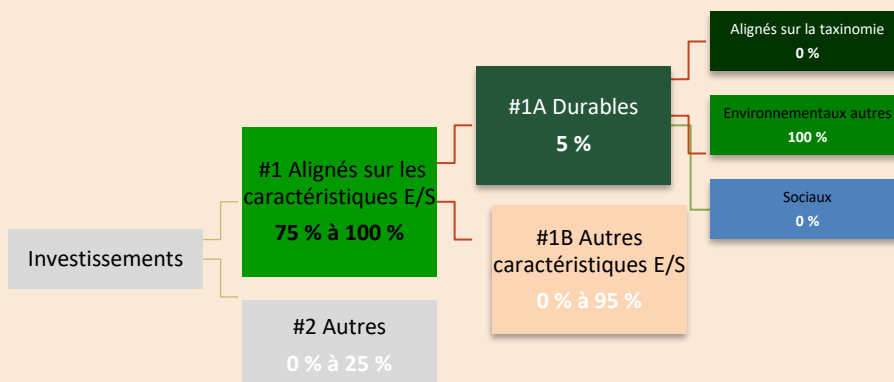 Investissements
#1 Alignés sur les
caractéristiques E/S
75 % à 100 %
#2 Autres
0 % à 25 %
#1A Durables
5 %
#1B Autres
caractéristiques E/S
0 % à 95 %
Alignés sur la taxinomie
0 %
Environnementaux autres
100 %
Sociaux
0 %